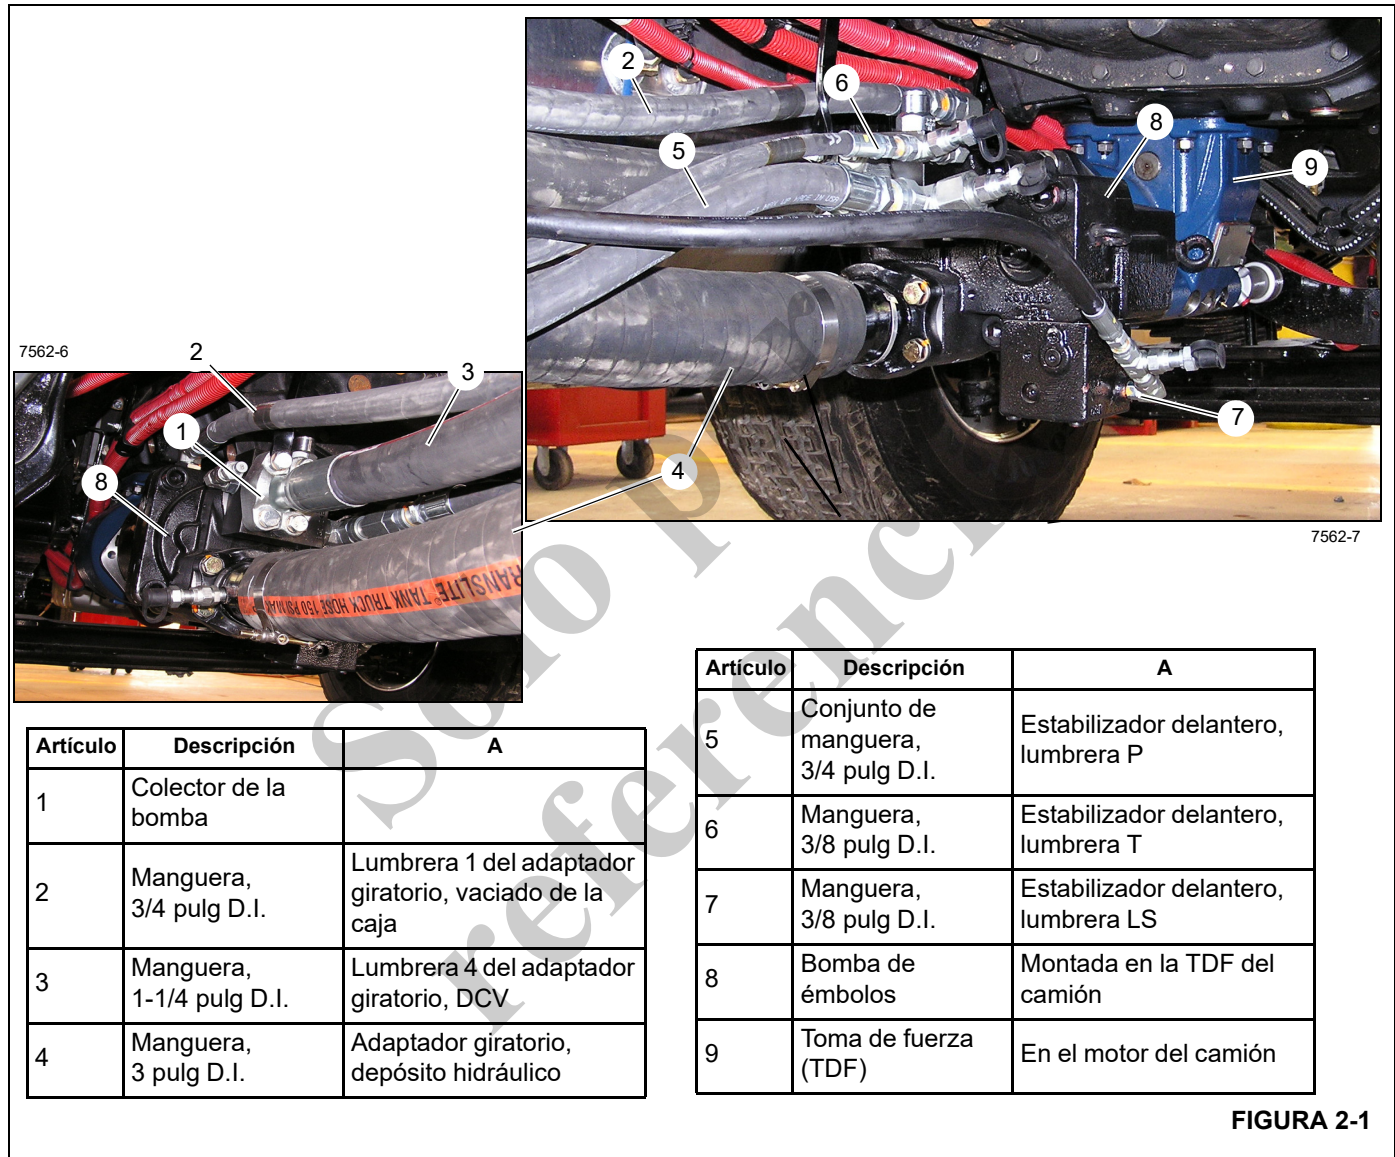 2
6
8
5
9
7562-6
2
3
1
7
4
8
7562-7
TRANSLITE® TANK TRUCK HOSE 150 PSI MAX
Artículo Descripción A
1 Colector de la
bomba
2 Manguera,
3/4 pulg D.I.
Lumbrera 1 del adaptador
giratorio, vaciado de la
caja
3 Manguera,
1-1/4 pulg D.I.
Lumbrera 4 del adaptador
giratorio, DCV
4 Manguera,
3 pulg D.I.
Adaptador giratorio,
depósito hidráulico
Artículo Descripción A
5 Conjunto de
manguera,
3/4 pulg D.I.
Estabilizador delantero,
lumbrera P
6 Manguera,
3/8 pulg D.I.
Estabilizador delantero,
lumbrera T
7 Manguera,
3/8 pulg D.I.
Estabilizador delantero,
lumbrera LS
8 Bomba de
émbolos
Montada en la TDF del
camión
9 Toma de fuerza
(TDF)
En el motor del camión
FIGURA 2-1